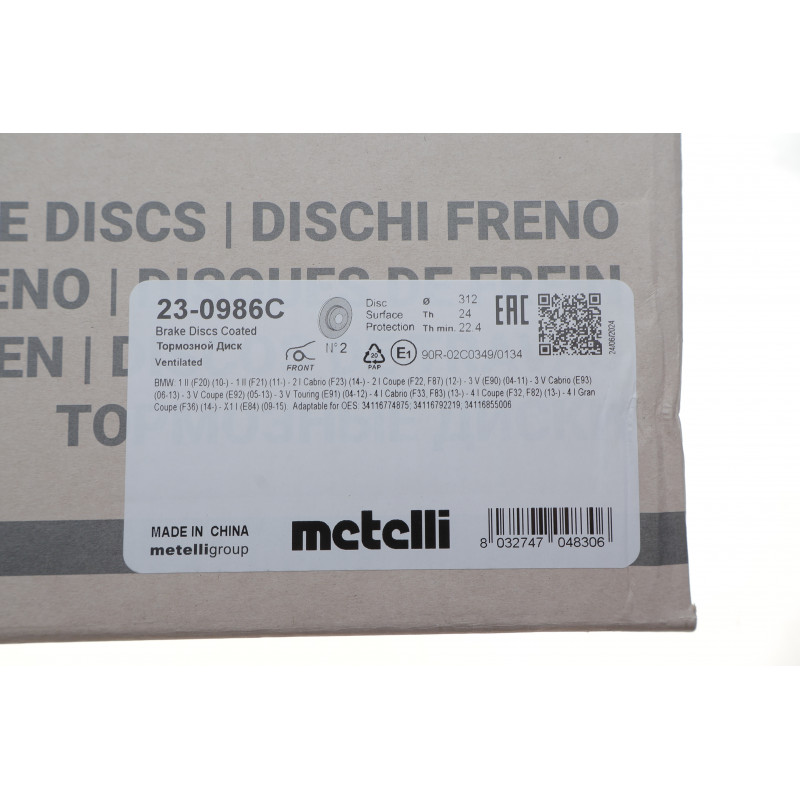 E DISCS | DISCHI FRENO
ENO | DISQUES DE FREIN
EN | D
TO
23-0986C
Brake Discs Coated
Тормозной Диск
Ventilated
FRONT
N° 2
Disc Ø 312
Surface Th 24
Protection Th min. 22.4
20
PAP
E1
90R-02C0349/0134
EAC
24/06/2024
BMW: 1 II (F20) (10-) - 1 II (F21) (11-) - 2 I Cabrio (F23) (14-) - 2 I Coupe (F22, F87) (12-) - 3 V (E90) (04-11) - 3 V Cabrio (E93)
(06-13) - 3 V Coupe (E92) (05-13) - 3 V Touring (E91) (04-12) - 4 I Cabrio (F33, F83) (13-) - 4 I Coupe (F32, F82) (13-) - 4 I Gran
Coupe (F36) (14-) - X1 I (E84) (09-15) Adaptable for OES: 34116774875; 34116792219; 34116855006
MADE IN CHINA
metelligroup
metelli
8 032747 048306